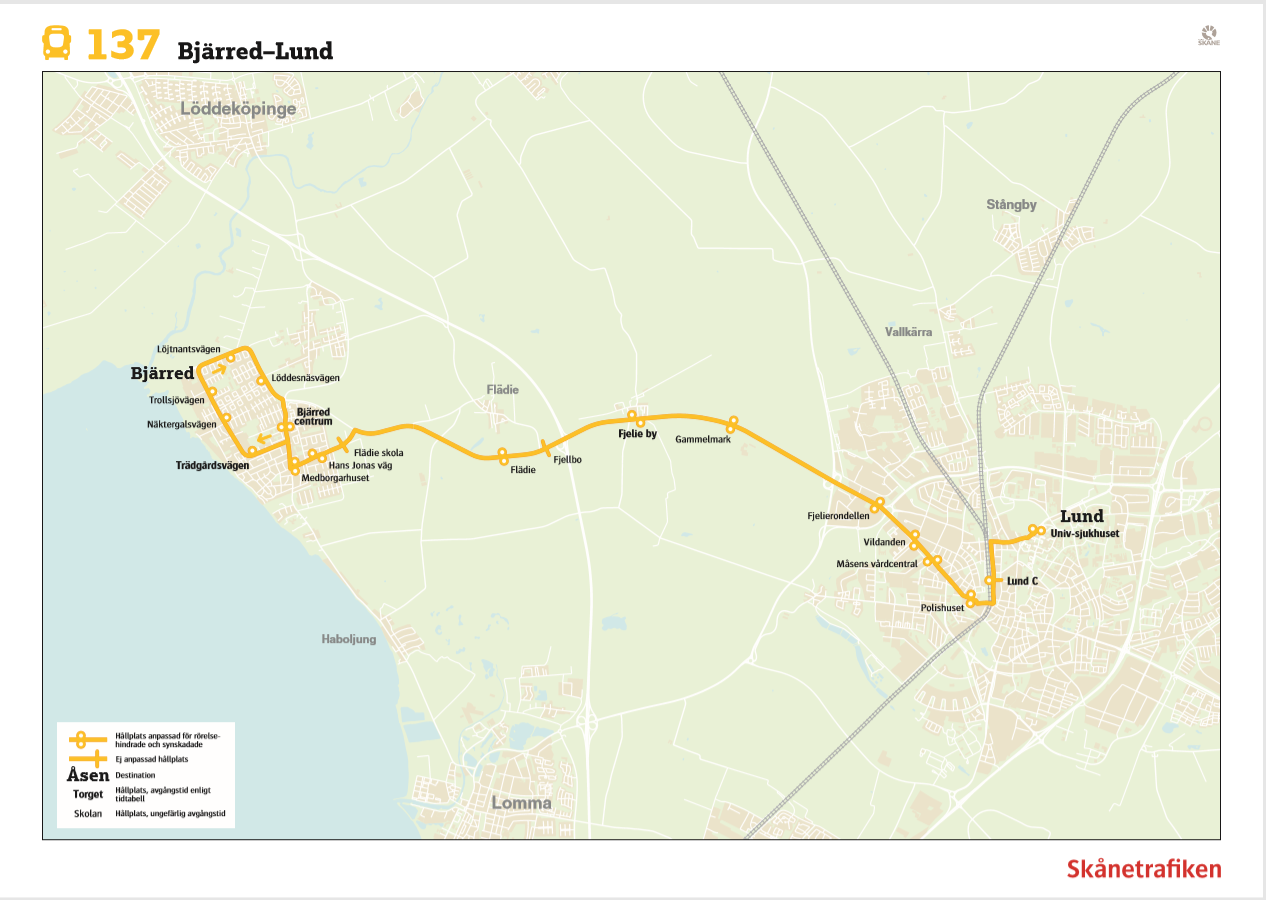 137 Bjärred–Lund
SKÅNE
Löddeköpinge
Stångby
Vallkärra
Löjtnantsvägen
Bjärred
Löddesnäsvägen
Trollsjövägen
Flädie
Bjärred
centrum
Näktergalsvägen
Fjelie by
Gammelmark
Flädie skola
Trädgårdsvägen
Hans Jonas väg
Fjellbo
Flädie
Medborgarhuset
Fjelierondellen
Lund
Univ-sjukhuset
Vildanden
Måsens vårdcentral
Lund C
Polishuset
Haboljung
Hållplats anpassad för rörelse-
hindrade och synskadade
Ej anpassad hållplats
Åsen Destination
Torget Hållplats, avgångstid enligt
tidtabell
Skolan Hållplats, ungefärlig avgångstid
Lomma
Skånetrafiken